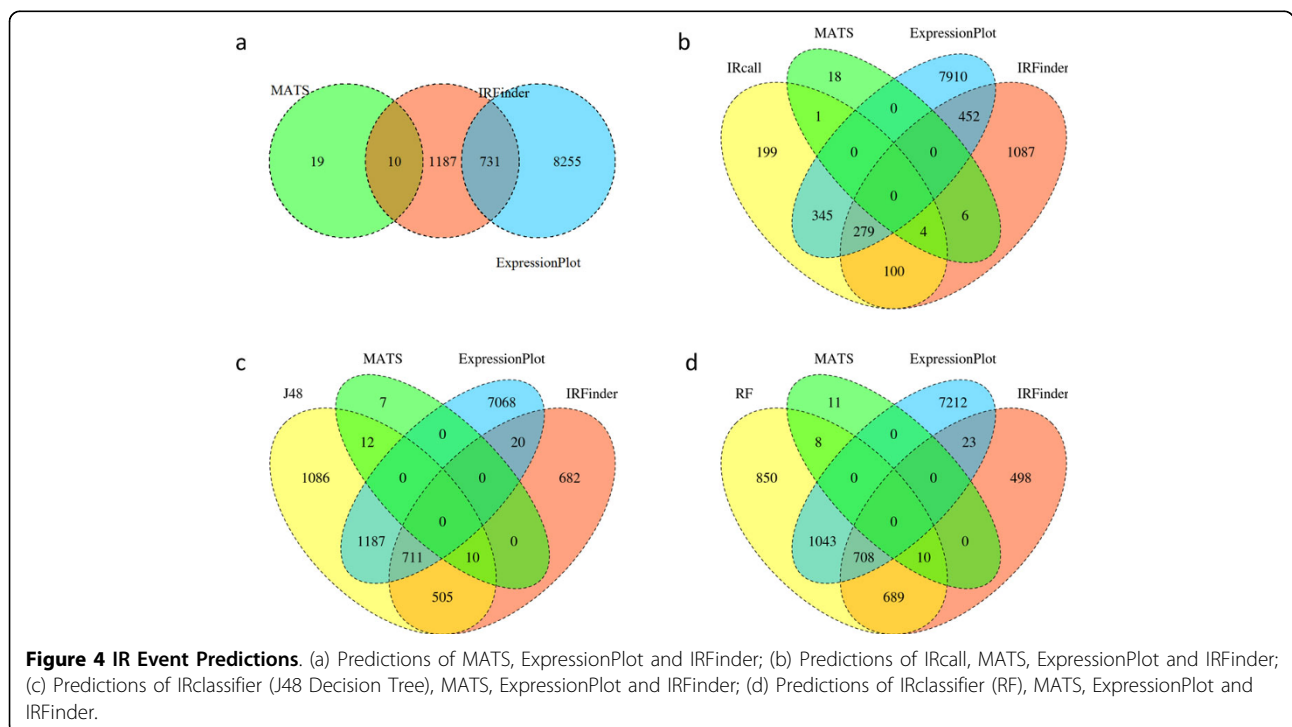 a
MATS
IRFinder
19
10
1187
731
8255
ExpressionPlot
b
MATS
ExpressionPlot
IRcall
IRFinder
18
7910
0
1
452
199
0
0
1087
0
345
6
279
4
100
c
MATS
ExpressionPlot
J48
IRFinder
7
7068
0
12
20
1086
0
0
682
0
1187
0
711
10
505
d
MATS
ExpressionPlot
RF
IRFinder
11
7212
0
8
23
850
0
0
498
0
1043
0
708
10
689
Figure 4 IR Event Predictions. (a) Predictions of MATS, ExpressionPlot and IRFinder; (b) Predictions of IRcall, MATS, ExpressionPlot and IRFinder;
(c) Predictions of IRclassifier (J48 Decision Tree), MATS, ExpressionPlot and IRFinder; (d) Predictions of IRclassifier (RF), MATS, ExpressionPlot and
IRFinder.